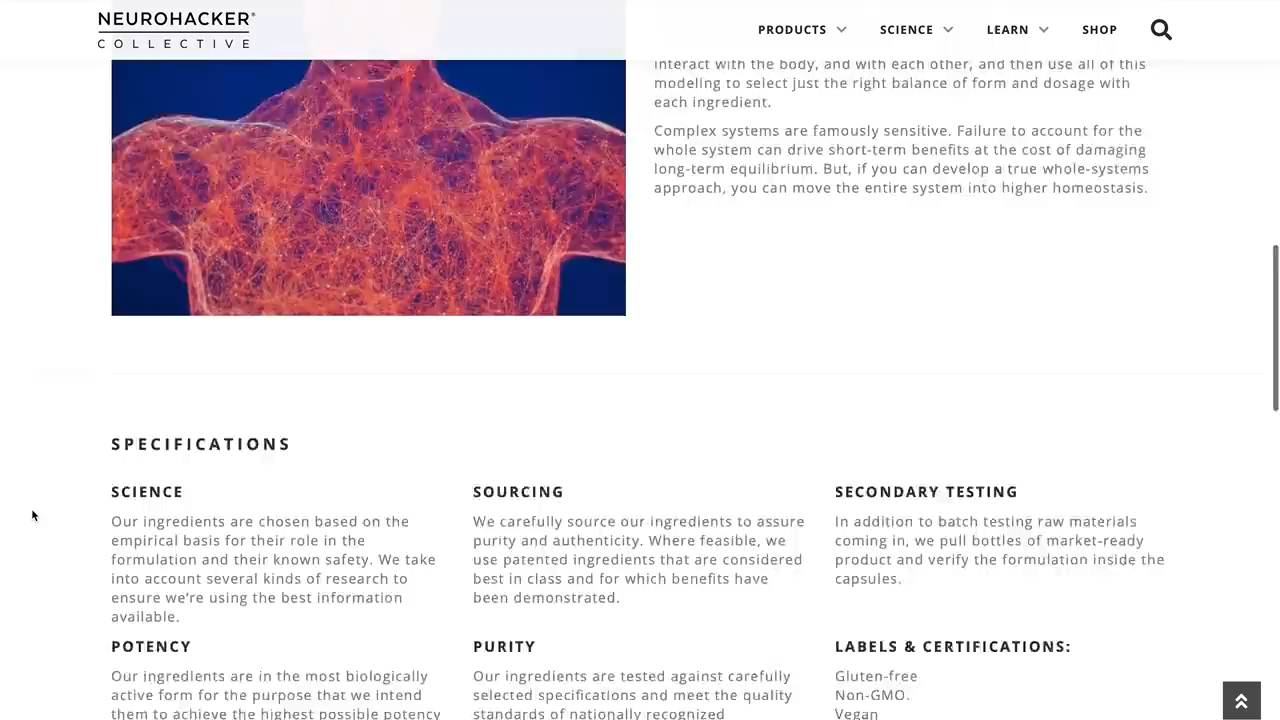 NEUROHACKER®
COLLECTIVE
PRODUCTS
SCIENCE
LEARN
SHOP
interact with the body, and with each other, and then use all of this
modeling to select just the right balance of form and dosage with
each ingredient.
Complex systems are famously sensitive. Failure to account for the
whole system can drive short-term benefits at the cost of damaging
long-term equilibrium. But, if you can develop a true whole-systems
approach, you can move the entire system into higher homeostasis.
SPECIFICATIONS
SCIENCE
Our ingredients are chosen based on the
empirical basis for their role in the
formulation and their known safety. We take
into account several kinds of research to
ensure we’re using the best information
available.
SOURCING
We carefully source our ingredients to assure
purity and authenticity. Where feasible, we
use patented ingredients that are considered
best in class and for which benefits have
been demonstrated.
SECONDARY TESTING
In addition to batch testing raw materials
coming in, we pull bottles of market-ready
product and verify the formulation inside the
capsules.
POTENCY
Our ingredients are in the most biologically
active form for the purpose that we intend
them to achieve the highest possible potency
PURITY
Our ingredients are tested against carefully
selected specifications and meet the quality
standards of nationally recognized
LABELS & CERTIFICATIONS:
Gluten-free
Non-GMO.
Vegan